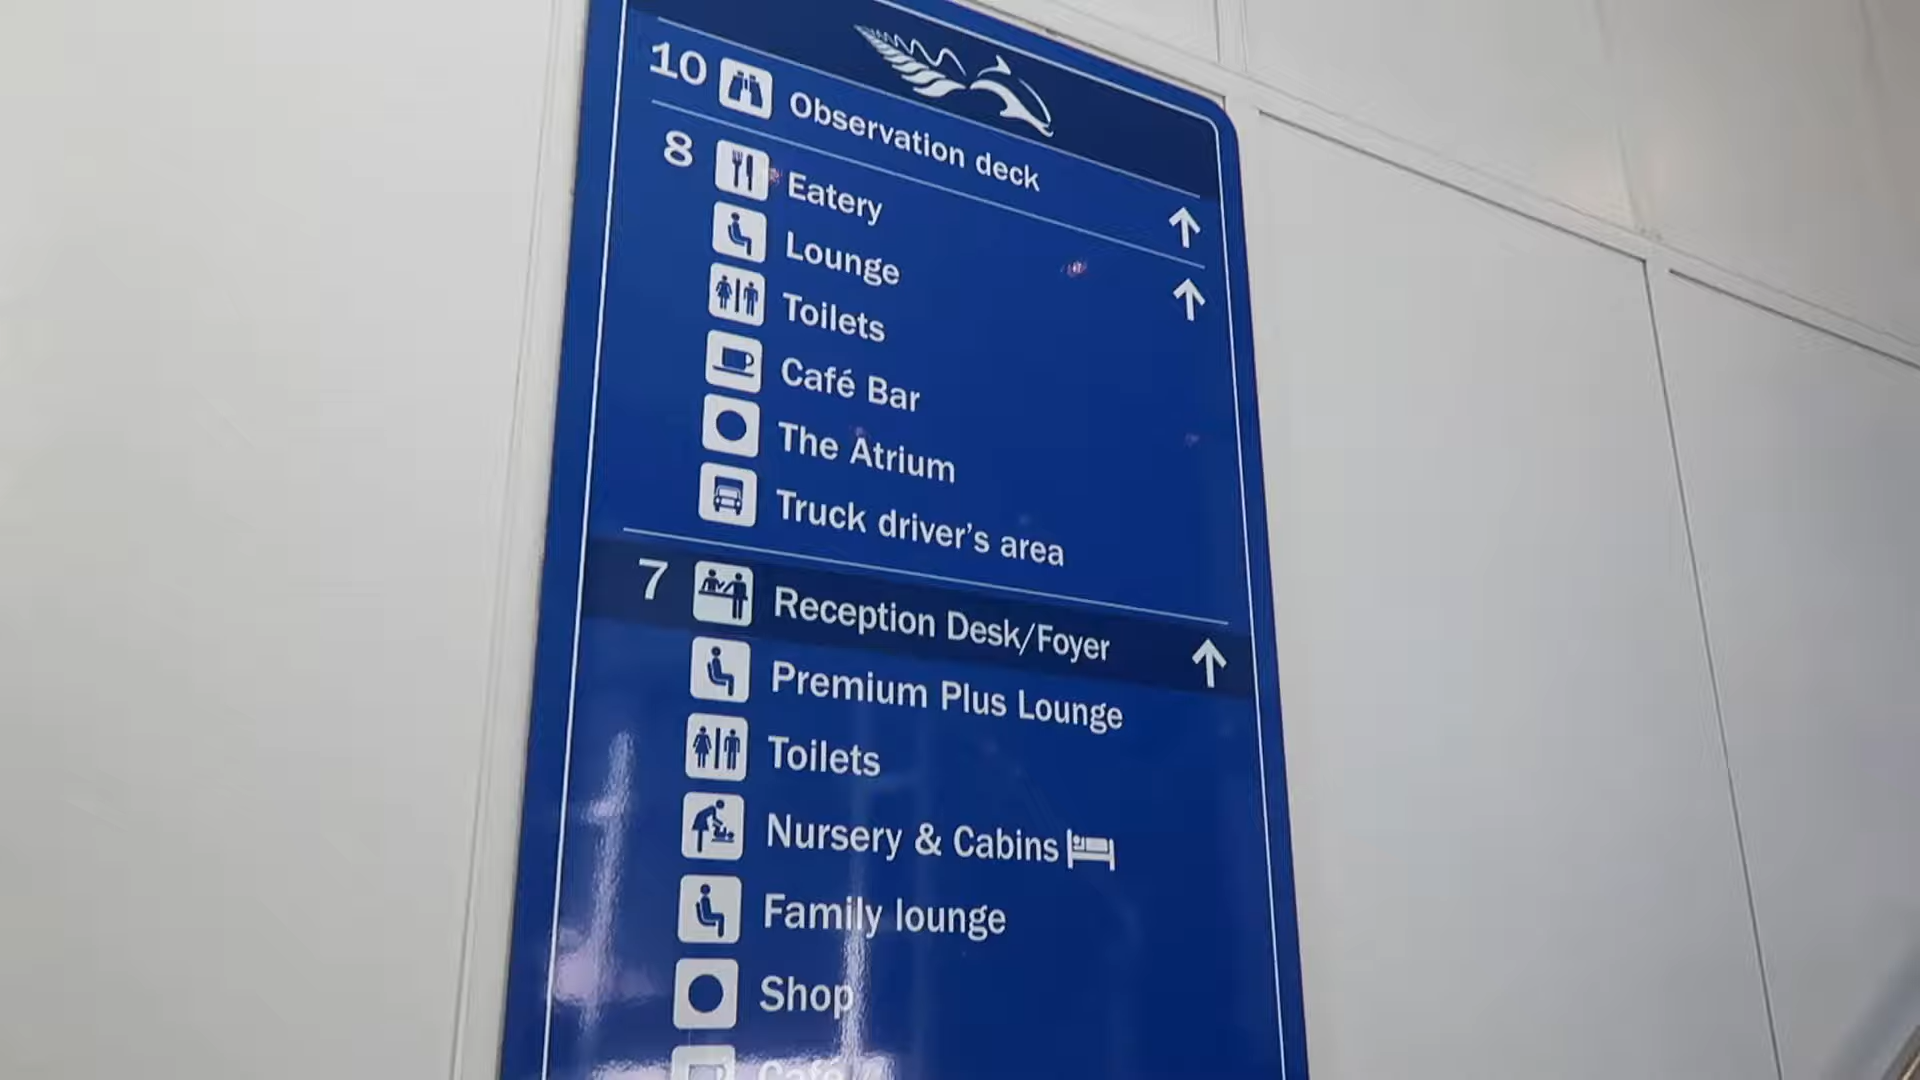 10 Observation deck
8 Eatery
Lounge
Toilets
Café Bar
The Atrium
Truck driver's area
7 Reception Desk/Foyer
Premium Plus Lounge
Toilets
Nursery & Cabins
Family lounge
Shop
Café